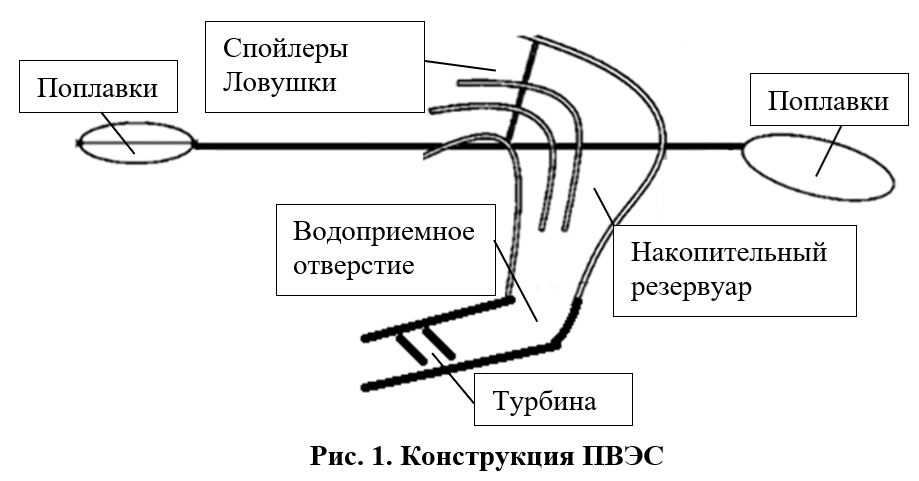 Спойлеры
Ловушки
Поплавки
Поплавки
Водоприемное
отверстие
Накопительный
резервуар
Турбина
Рис. 1. Конструкция ПВЭС